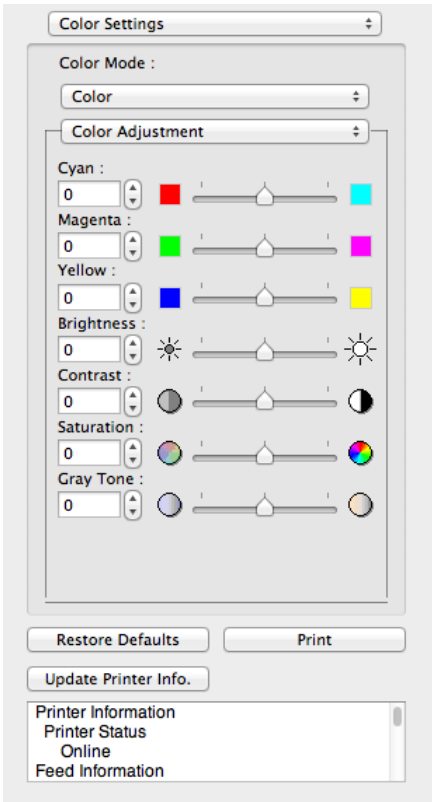 Color Settings
Color Mode :
Color
Color Adjustment
Cyan :
0
Magenta :
0
Yellow :
0
Brightness :
0
Contrast :
0
Saturation :
0
Gray Tone :
0
Restore Defaults Print
Update Printer Info.
Printer Information
Printer Status
Online
Feed Information